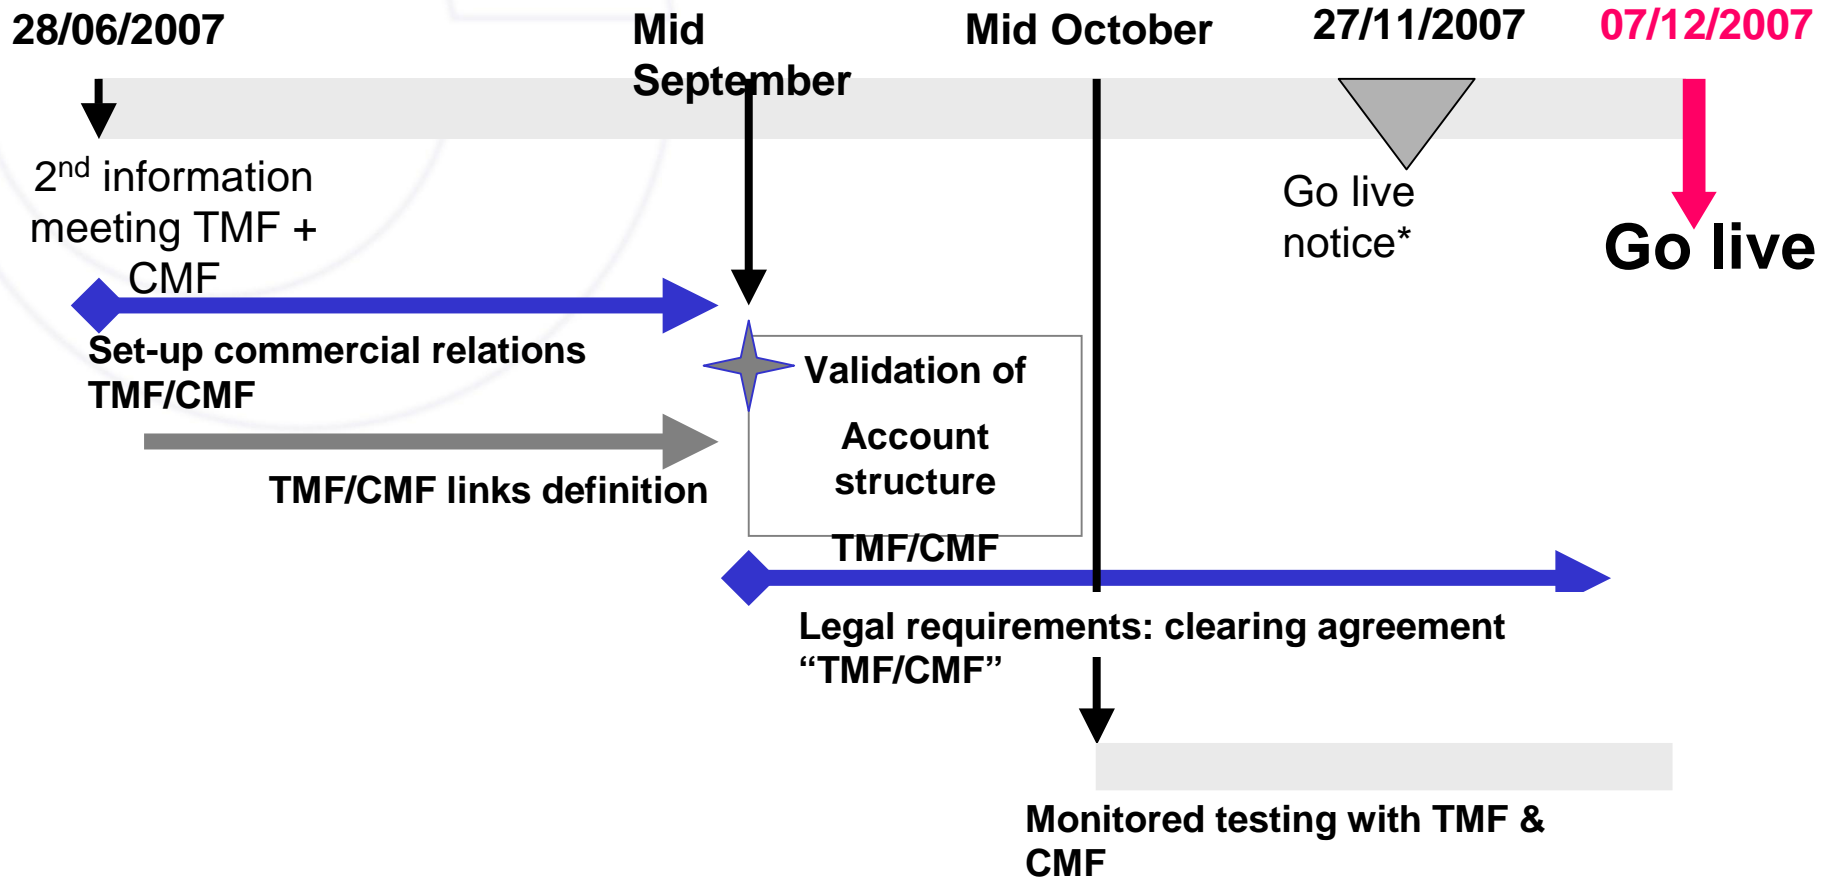 28/06/2007
Mid
September
Mid October
27/11/2007
07/12/2007
2nd information
meeting TMF +
CMF
Go live
notice*
Go live
Set-up commercial relations
TMF/CMF
Validation of
Account
structure
TMF/CMF
TMF/CMF links definition
Legal requirements: clearing agreement
“TMF/CMF”
Monitored testing with TMF &
CMF